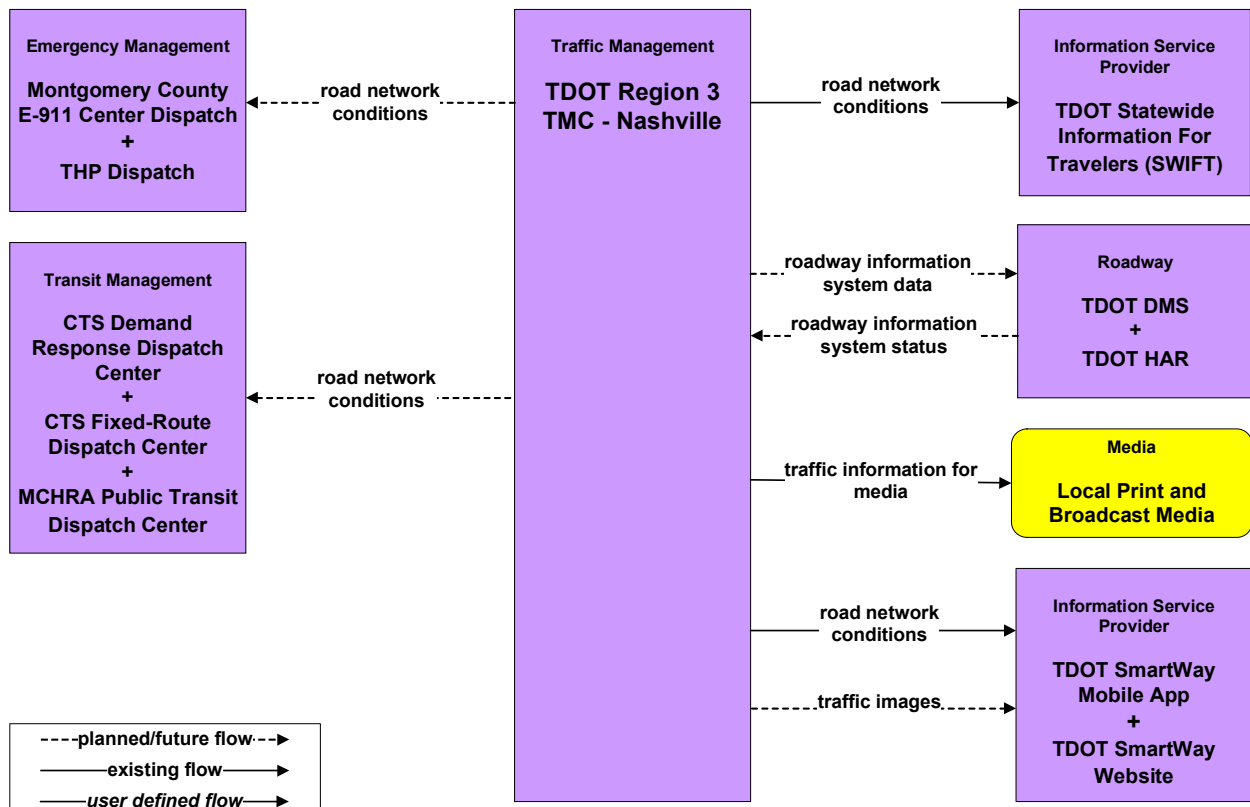 Emergency Management
Montgomery County
E-911 Center Dispatch
+
THP Dispatch
road network
conditions
Transit Management
CTS Demand
Response Dispatch
Center
+
CTS Fixed-Route
Dispatch Center
+
MCHRA Public Transit
Dispatch Center
road network
conditions
Traffic Management
TDOT Region 3
TMC - Nashville
road network
conditions
Information Service
Provider
TDOT Statewide
Information For
Travelers (SWIFT)
roadway information
system data
roadway information
system status
Roadway
TDOT DMS
+
TDOT HAR
traffic information for
media
Media
Local Print and
Broadcast Media
road network
conditions
traffic images
Information Service
Provider
TDOT SmartWay
Mobile App
+
TDOT SmartWay
Website
planned/future flow
existing flow
user defined flow